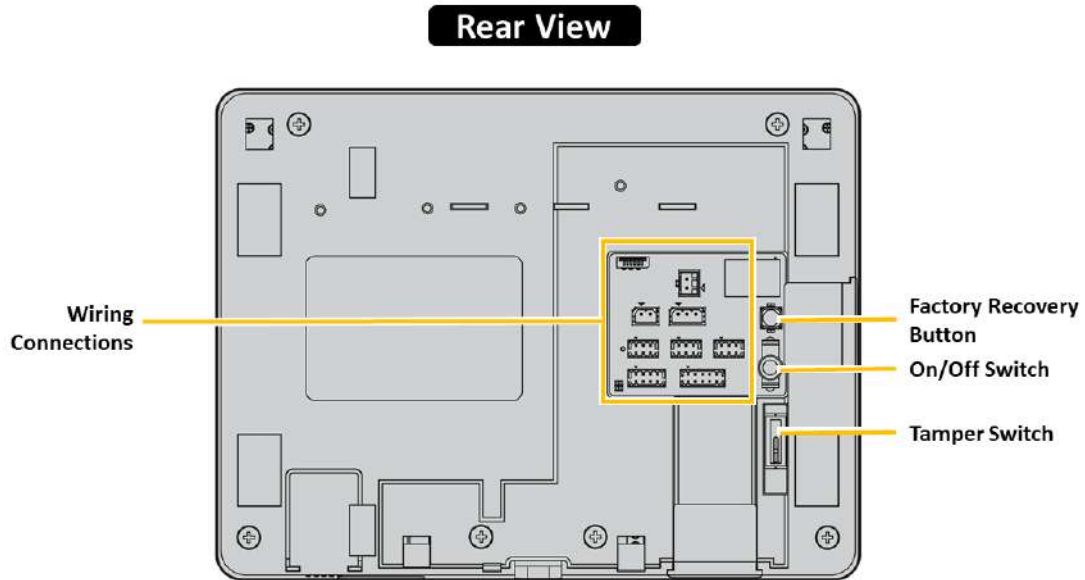 Rear View
Wiring
Connections
Factory Recovery
Button
On/Off Switch
Tamper Switch